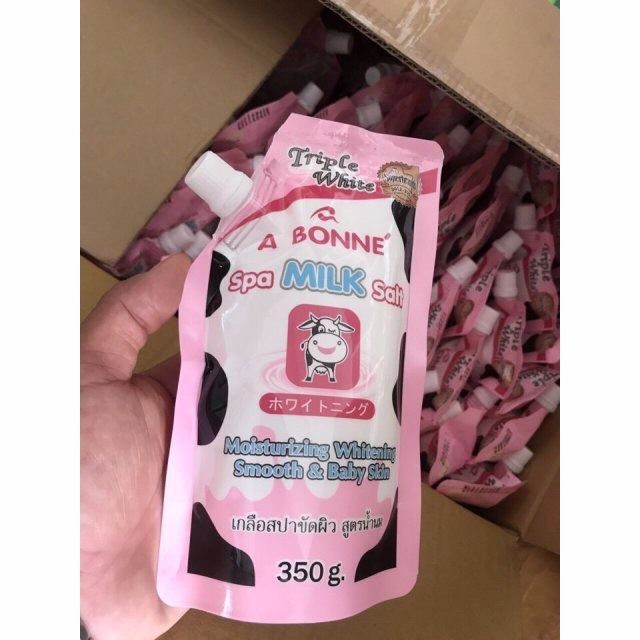 Triple
White
A BONNE'
Spa MILK Salt
ホワイトニング
Moisturizing Whitening
Smooth & Baby Skin
เกลือสปาขัดผิว สูตรน้ำนม
350 g.